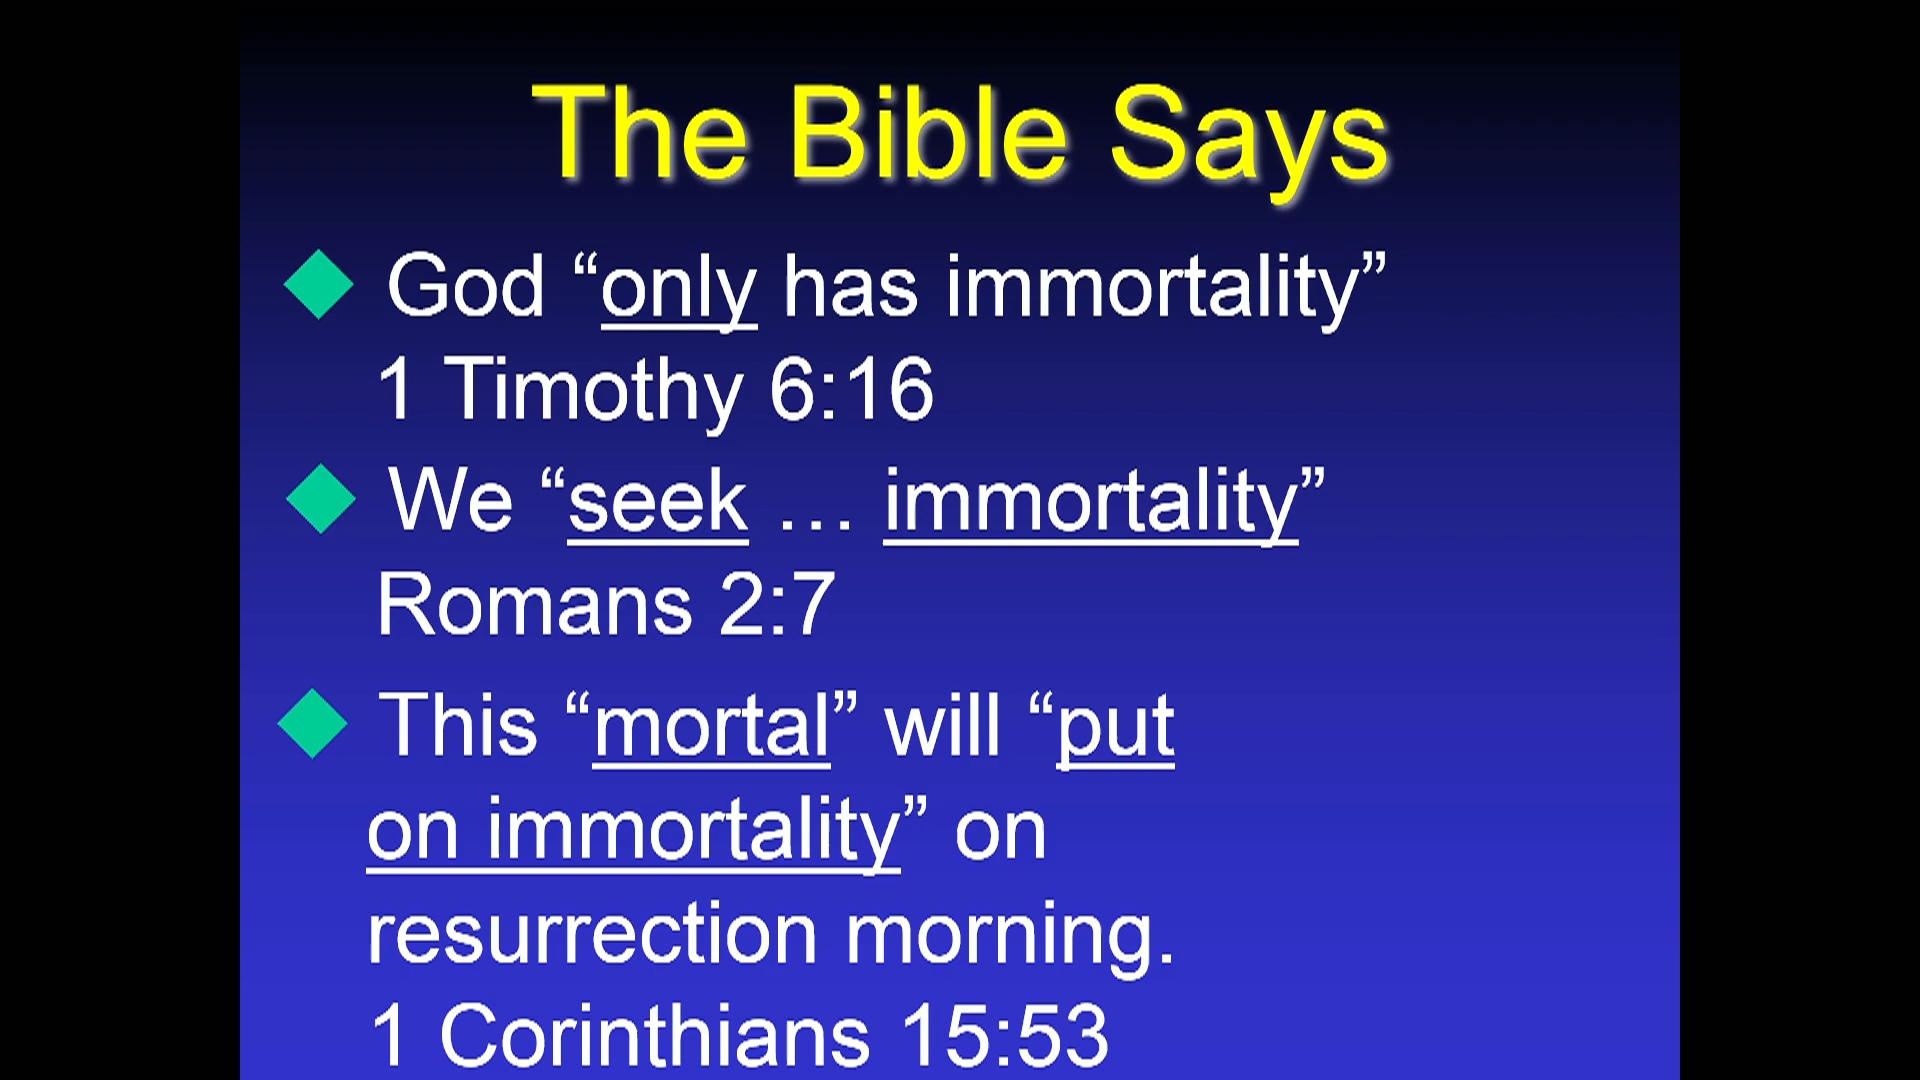 The Bible Says
God “only has immortality”
1 Timothy 6:16
We “seek … immortality”
Romans 2:7
This “mortal” will “put
on immortality” on
resurrection morning.
1 Corinthians 15:53